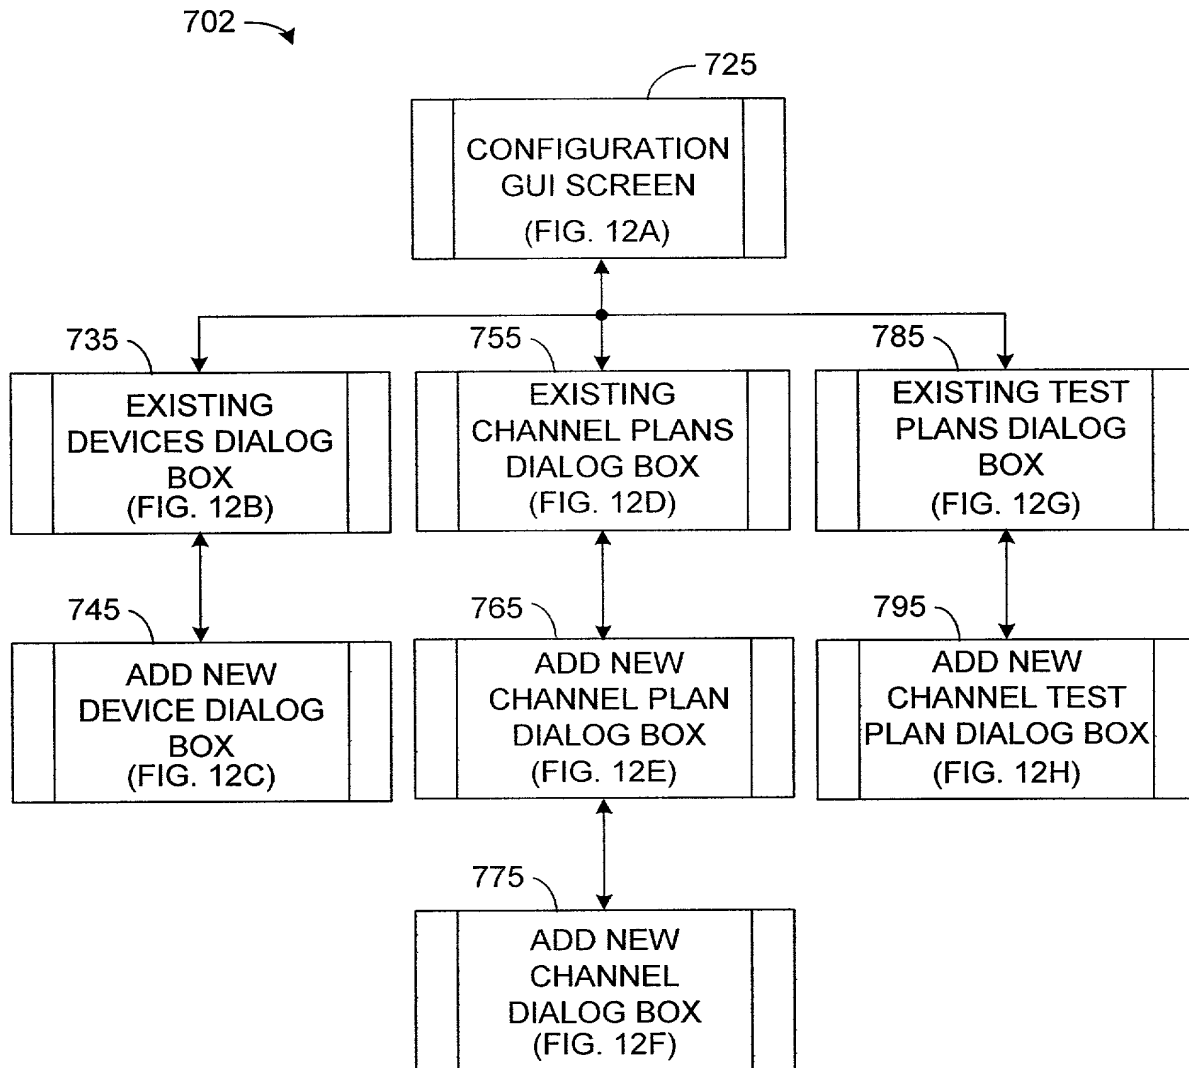 702
725
CONFIGURATION
GUI SCREEN
(FIG. 12A)
735
EXISTING
DEVICES DIALOG
BOX
(FIG. 12B)
755
EXISTING
CHANNEL PLANS
DIALOG BOX
(FIG. 12D)
785
EXISTING TEST
PLANS DIALOG
BOX
(FIG. 12G)
745
ADD NEW
DEVICE DIALOG
BOX
(FIG. 12C)
765
ADD NEW
CHANNEL PLAN
DIALOG BOX
(FIG. 12E)
795
ADD NEW
CHANNEL TEST
PLAN DIALOG BOX
(FIG. 12H)
775
ADD NEW
CHANNEL
DIALOG BOX
(FIG. 12F)